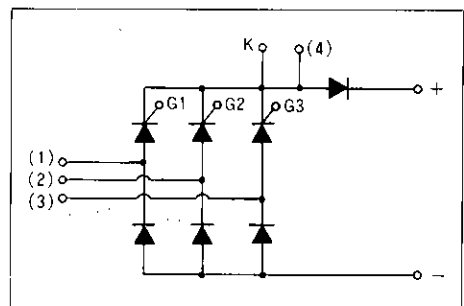 K (4)
+
G1 G2 G3
(1)
(2)
(3)
-